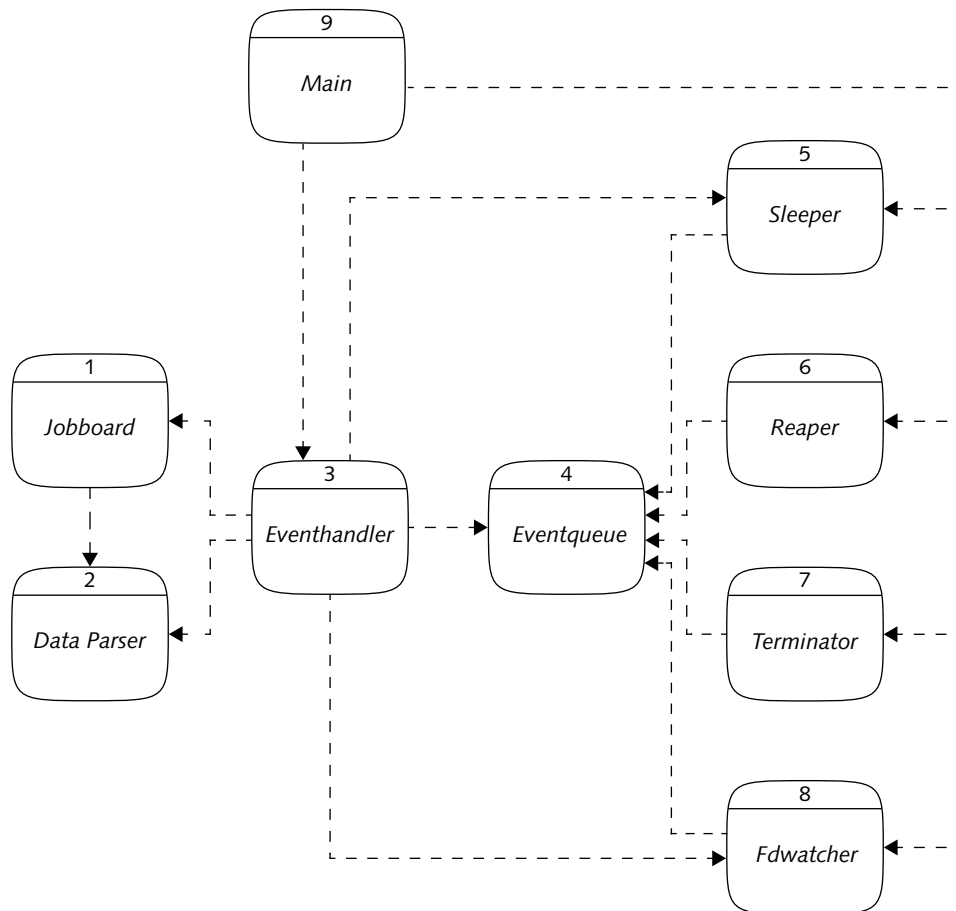 9
Main
5
Sleeper
1
Jobboard
6
Reaper
3
Eventhandler
4
Eventqueue
2
Data Parser
7
Terminator
8
Fdwatcher